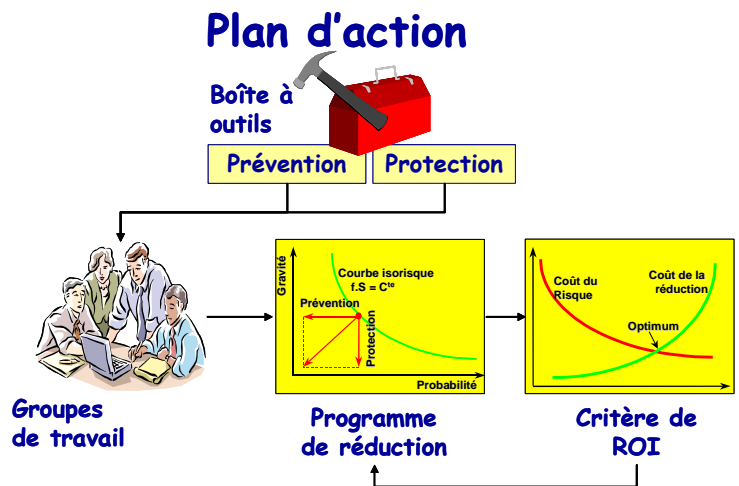 Plan d'action
Boîte à
outils
Prévention
Protection
Groupes
de travail
Gravité
Courbe isorisque
f.S = Cte
Prévention
Protection
Probabilité
Programme
de réduction
Coût du
Risque
Coût de la
réduction
Optimum
Critère de
ROI